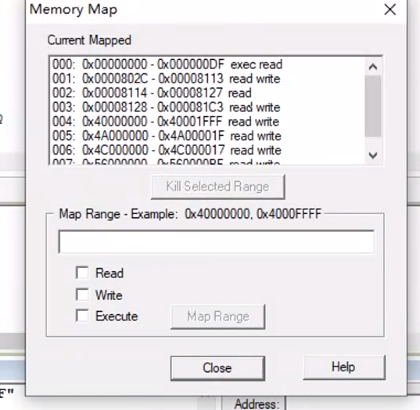 Memory Map
Current Mapped
000: 0x00000000 - 0x000000DF exec read
001: 0x0000802C - 0x00008113 read write
002: 0x00008114 - 0x00008127 read
003: 0x00008128 - 0x000081C3 read write
004: 0x40000000 - 0x40001FFF read write
005: 0x4A000000 - 0x4A00001F read write
006: 0x4C000000 - 0x4C000017 read write
007: 0x56000000 - 0x560000BF read write
Kill Selected Range
Map Range - Example: 0x40000000, 0x4000FFFF
Read
Write
Execute
Map Range
Close
Help
F"
Address: